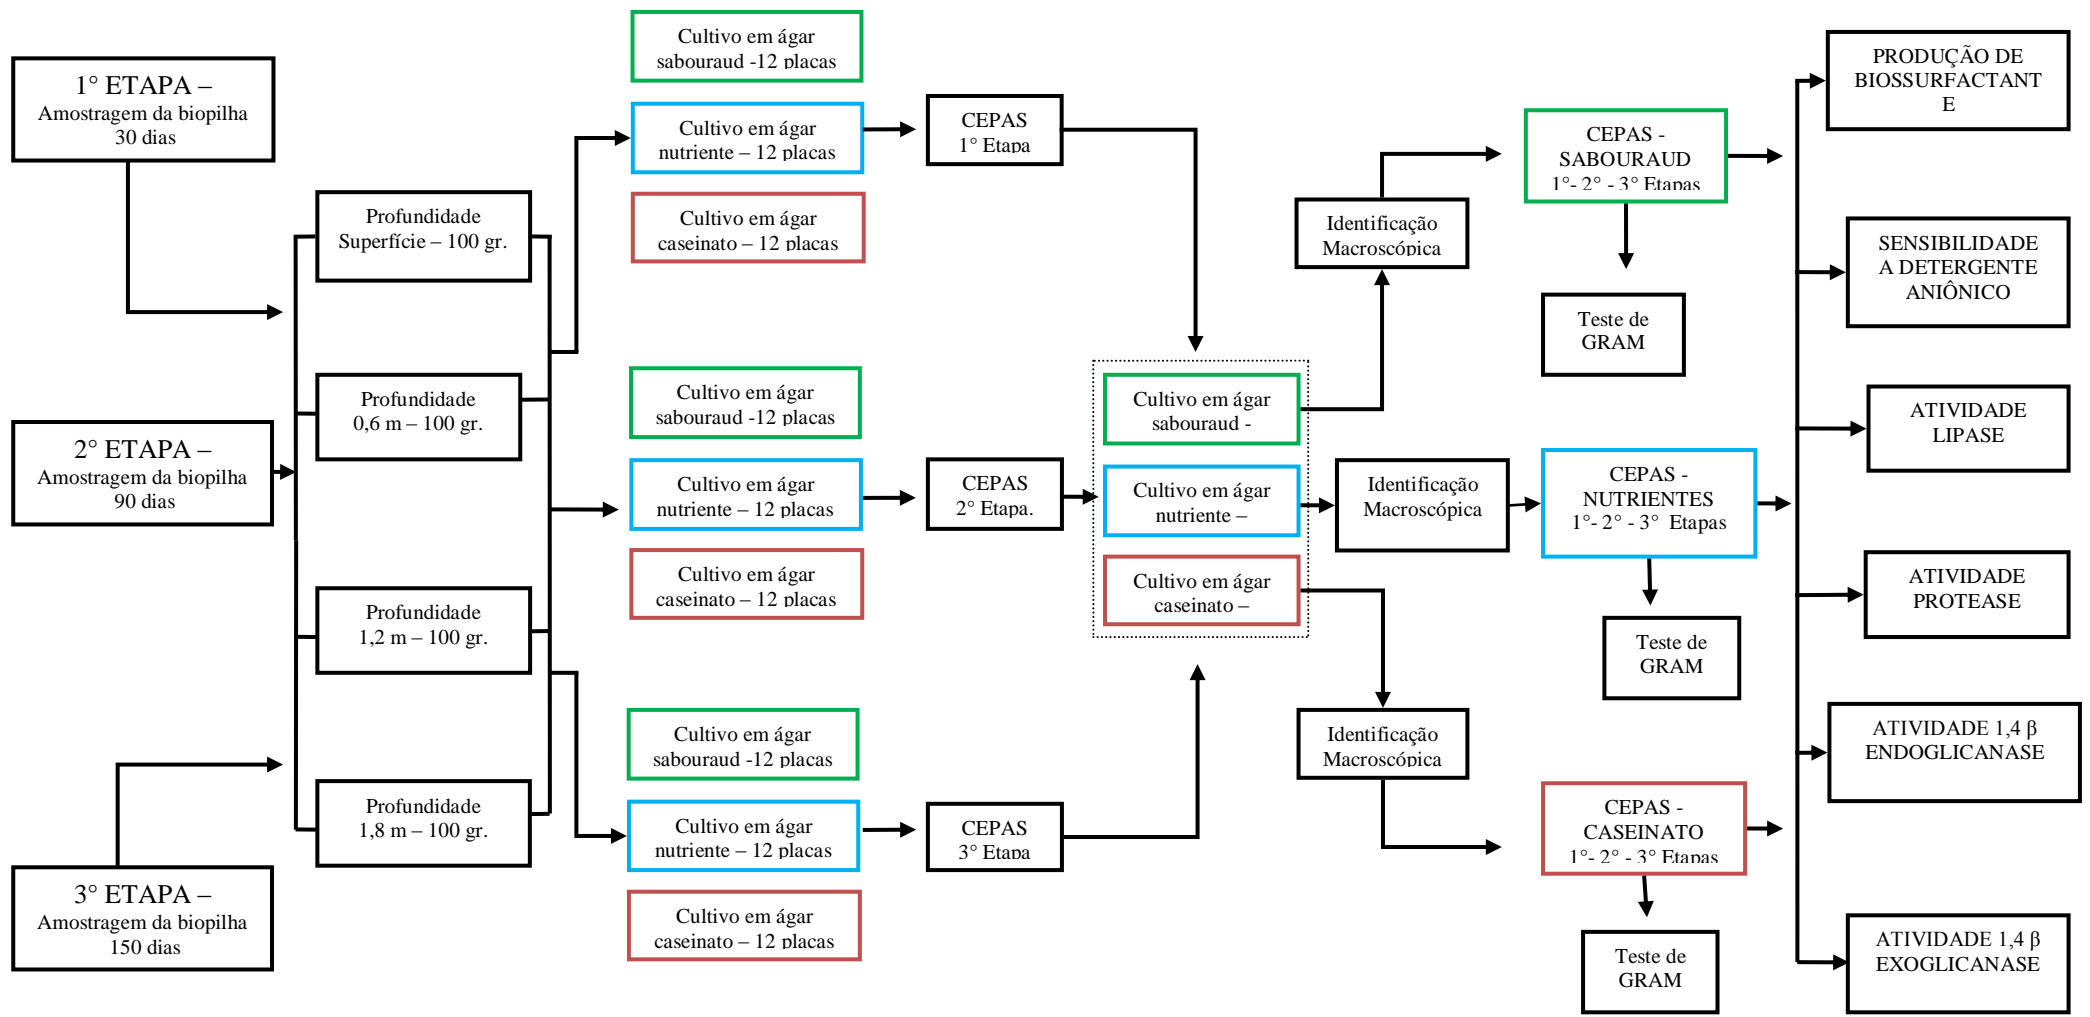 1° ETAPA –
Amostragem da biopilha
30 dias
2° ETAPA –
Amostragem da biopilha
90 dias
3° ETAPA –
Amostragem da biopilha
150 dias
Profundidade
Superfície – 100 gr.
Profundidade
0,6 m – 100 gr.
Profundidade
1,2 m – 100 gr.
Profundidade
1,8 m – 100 gr.
Cultivo em ágar
sabouraud -12 placas
Cultivo em ágar
nutriente – 12 placas
Cultivo em ágar
caseinato – 12 placas
Cultivo em ágar
sabouraud -12 placas
Cultivo em ágar
nutriente – 12 placas
Cultivo em ágar
caseinato – 12 placas
Cultivo em ágar
sabouraud -12 placas
Cultivo em ágar
nutriente – 12 placas
Cultivo em ágar
caseinato – 12 placas
CEPAS
1° Etapa
CEPAS
2° Etapa.
CEPAS
3° Etapa
Cultivo em ágar
sabouraud -
Cultivo em ágar
nutriente –
Cultivo em ágar
caseinato –
Identificação
Macroscópica
Identificação
Macroscópica
Identificação
Macroscópica
CEPAS -
SABOURAUD
1°- 2° - 3° Etapas
Teste de
GRAM
CEPAS -
NUTRIENTES
1°- 2° - 3° Etapas
Teste de
GRAM
CEPAS -
CASEINATO
1°- 2° - 3° Etapas
Teste de
GRAM
PRODUÇÃO DE
BIOSSURFACTANT
E
SENSIBILIDADE
A DETERGENTE
ANIÔNICO
ATIVIDADE
LIPASE
ATIVIDADE
PROTEASE
ATIVIDADE 1,4 β
ENDOGLICANASE
ATIVIDADE 1,4 β
EXOGLICANASE